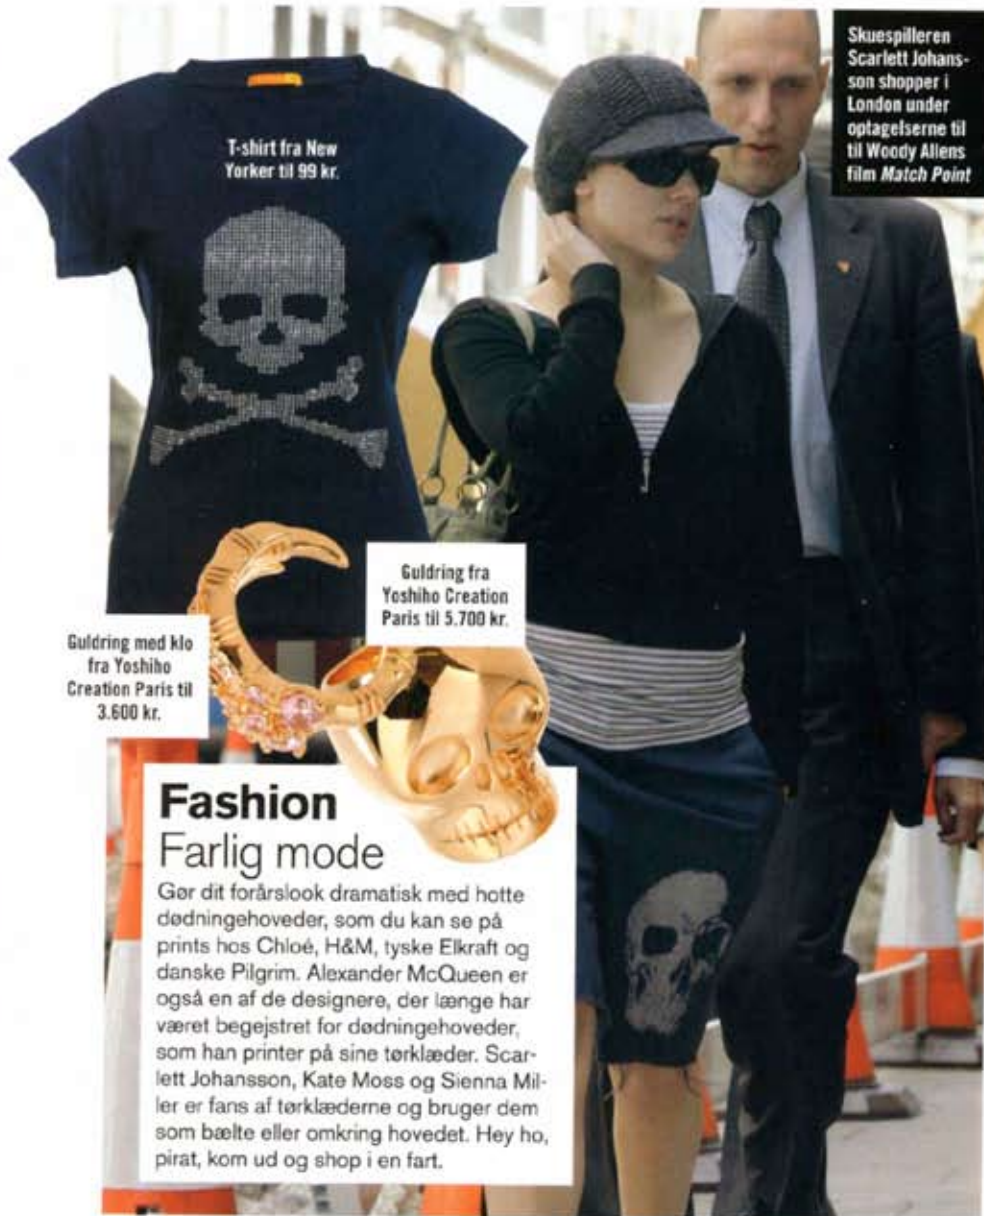 Skuespilleren
Scarlett Johans-
son shopper i
London under
optagelserne til
til Woody Allens
film Match Point
T-shirt fra New
Yorker til 99 kr.
Guldring fra
Yoshiho Creation
Paris til 5.700 kr.
Guldring med klo
fra Yoshiho
Creation Paris til
3.600 kr.
Fashion
Farlig mode
Gør dit forårslook dramatisk med hotte
dødningehoveder, som du kan se på
prints hos Chloé, H&M, tyske Elkraft og
danske Pilgrim. Alexander McQueen er
også en af de designere, der længe har
været begejstret for dødningehoveder,
som han printer på sine tørklæder. Scar-
lett Johansson, Kate Moss og Sienna Mil-
ler er fans af tørklæderne og bruger dem
som bælte eller omkring hovedet. Hey ho,
pirat, kom ud og shop i en fart.